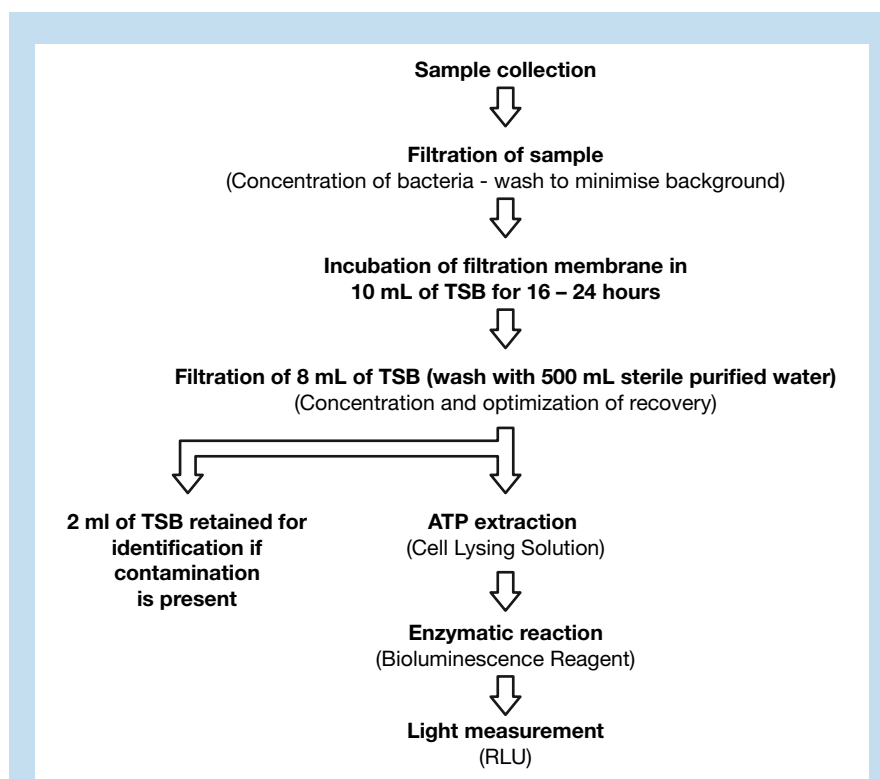 Sample collection
Filtration of sample
(Concentration of bacteria - wash to minimise background)
Incubation of filtration membrane in
10 mL of TSB for 16 – 24 hours
Filtration of 8 mL of TSB (wash with 500 mL sterile purified water)
(Concentration and optimization of recovery)
2 ml of TSB retained for
identification if
contamination
is present
ATP extraction
(Cell Lysing Solution)
Enzymatic reaction
(Bioluminescence Reagent)
Light measurement
(RLU)